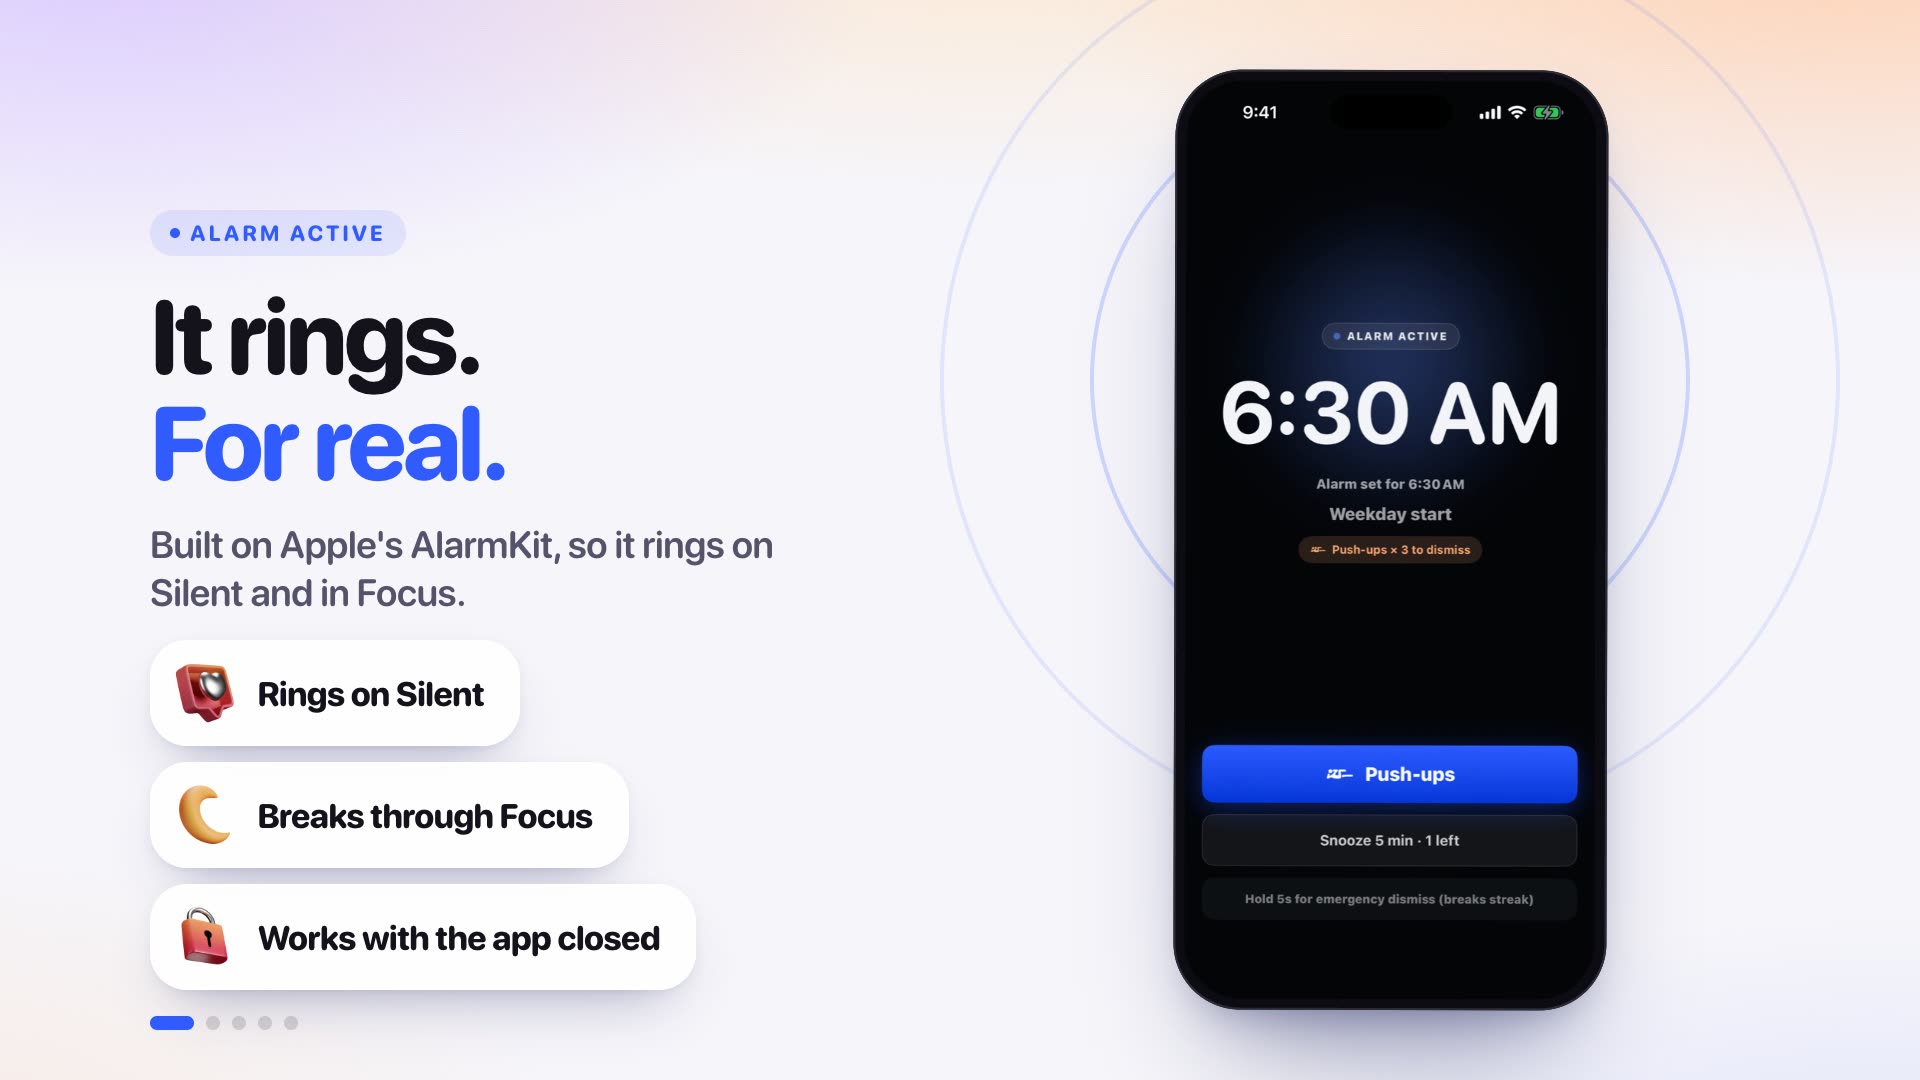 ALARM ACTIVE
It rings.
For real.
Built on Apple's AlarmKit, so it rings on
Silent and in Focus.
Rings on Silent
Breaks through Focus
Works with the app closed
9:41
ALARM ACTIVE
6:30 AM
Alarm set for 6:30 AM
Weekday start
Push-ups × 3 to dismiss
Push-ups
Snooze 5 min · 1 left
Hold 5s for emergency dismiss (breaks streak)